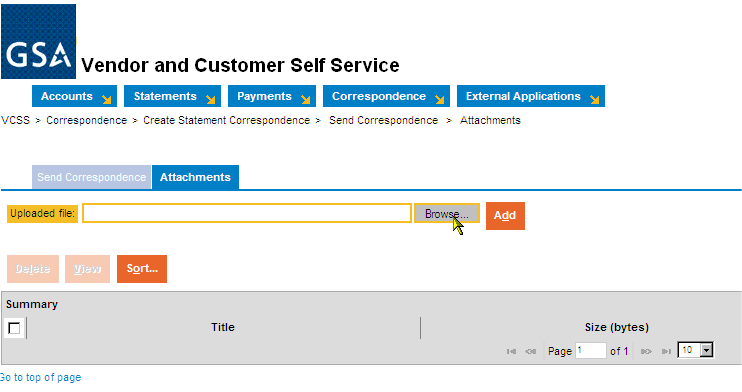 GSA Vendor and Customer Self Service
Accounts Statements Payments Correspondence External Applications
VCSS > Correspondence > Create Statement Correspondence > Send Correspondence > Attachments
Send Correspondence Attachments
Uploaded file: Browse... Add
Delete View Sort...
Summary
Title Size (bytes)
Page 1 of 1 10
Go to top of page